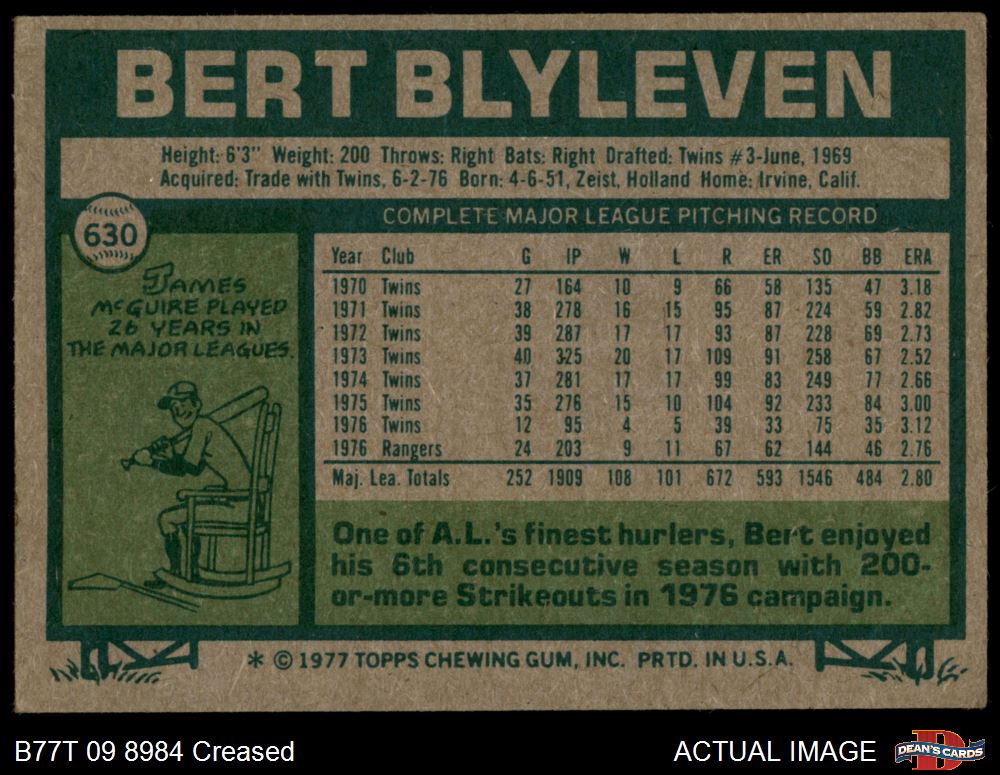 BERT BLYLEVEN
Height: 6'3" Weight: 200 Throws: Right Bats: Right Drafted: Twins #3-June, 1969
Acquired: Trade with Twins, 6-2-76 Born: 4-6-51, Zeist, Holland Home: Irvine, Calif.
630
JAMES
McGUIRE PLAYED
26 YEARS IN
THE MAJOR LEAGUES.
COMPLETE MAJOR LEAGUE PITCHING RECORD
Year Club G IP W L R ER SO BB ERA
1970 Twins 27 164 10 9 66 58 135 47 3.18
1971 Twins 38 278 16 15 95 87 224 59 2.82
1972 Twins 39 287 17 17 93 87 228 69 2.73
1973 Twins 40 325 20 17 109 91 258 67 2.52
1974 Twins 37 281 17 17 99 83 249 77 2.66
1975 Twins 35 276 15 10 104 92 233 84 3.00
1976 Twins 12 95 4 5 39 33 75 35 3.12
1976 Rangers 24 203 9 11 67 62 144 46 2.76
Maj. Lea. Totals 252 1909 108 101 672 593 1546 484 2.80
One of A.L.'s finest hurlers, Bert enjoyed
his 6th consecutive season with 200-
or-more Strikeouts in 1976 campaign.
* © 1977 TOPPS CHEWING GUM, INC. PRTD. IN U.S.A.
B77T 09 8984 Creased
ACTUAL IMAGE
DEAN'S CARDS